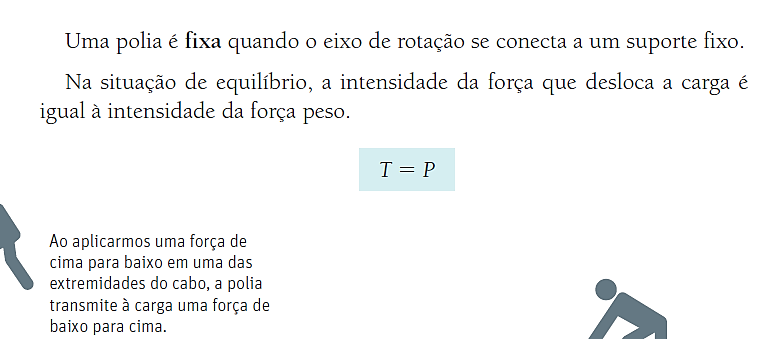 Uma polia é fixa quando o eixo de rotação se conecta a um suporte fixo.
Na situação de equilíbrio, a intensidade da força que desloca a carga é
igual à intensidade da força peso.
T = P
Ao aplicarmos uma força de
cima para baixo em uma das
extremidades do cabo, a polia
transmite à carga uma força de
baixo para cima.